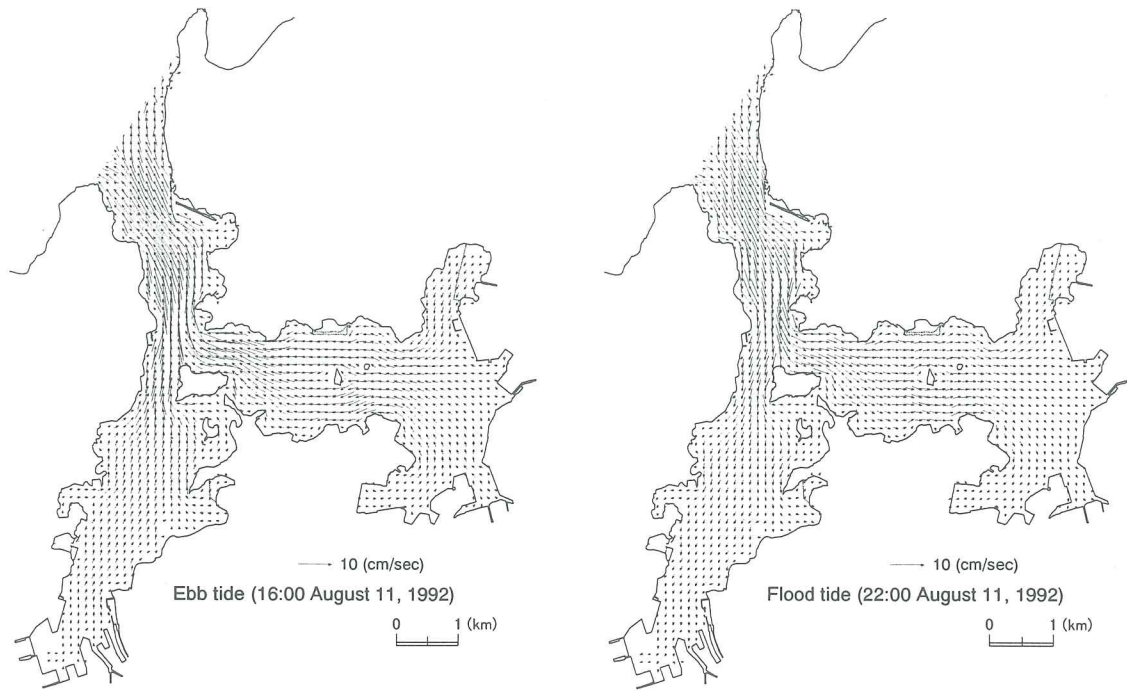 10 (cm/sec)
Ebb tide (16:00 August 11, 1992)
0 1 (km)
10 (cm/sec)
Flood tide (22:00 August 11, 1992)
0 1 (km)